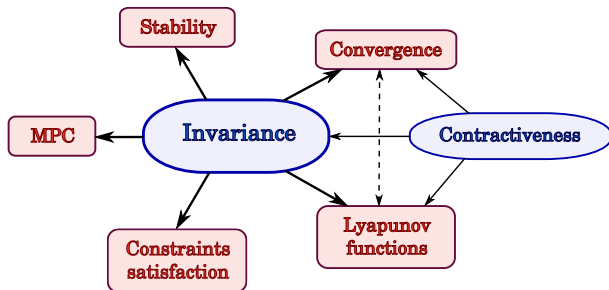 Stability
Convergence
MPC
Invariance
Contractiveness
Constraints
satisfaction
Lyapunov
functions